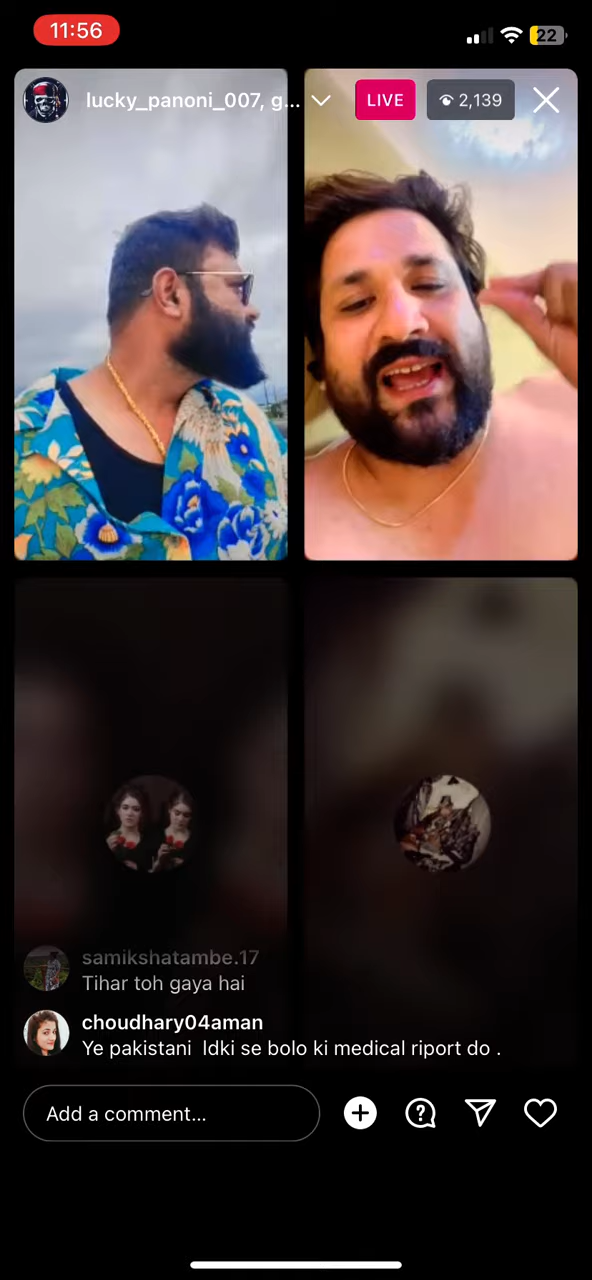 11:56
22
lucky_panoni_007, g...
LIVE
2,139
samikshatambe.17
Tihar toh gaya hai
choudhary04aman
Ye pakistani Idki se bolo ki medical riport do .
Add a comment...